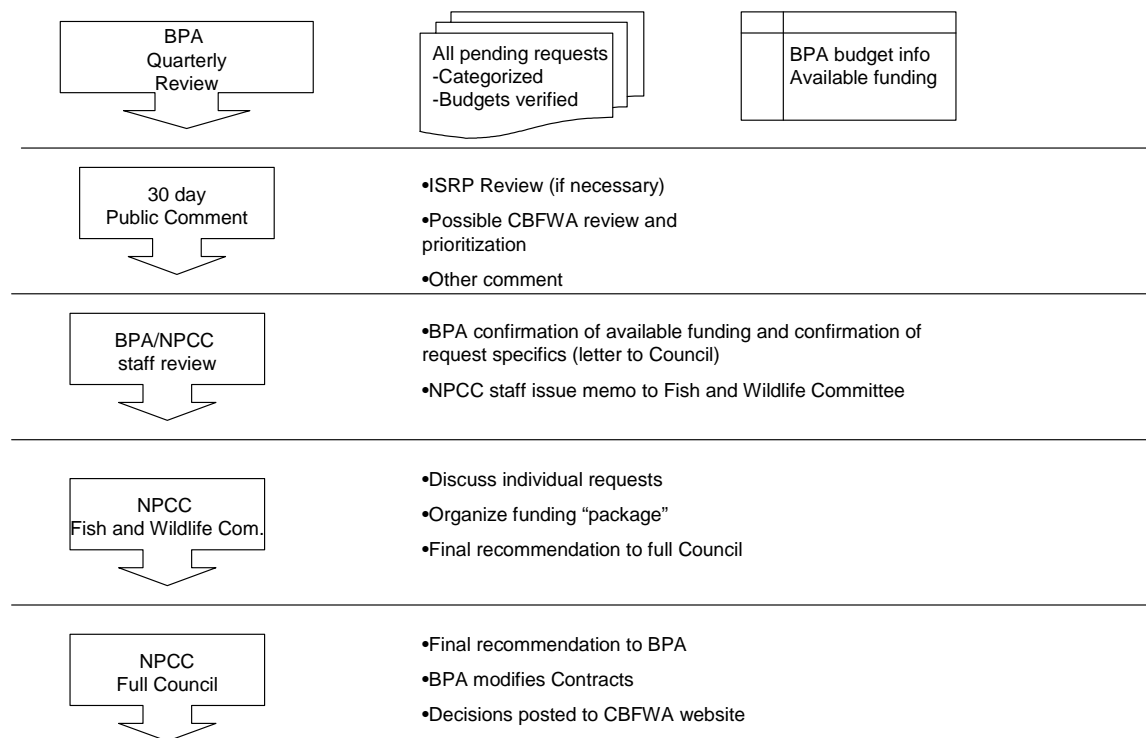 BPA
Quarterly
Review
All pending requests
-Categorized
-Budgets verified
BPA budget info
Available funding
30 day
Public Comment
•ISRP Review (if necessary)
•Possible CBFWA review and
prioritization
•Other comment
BPA/NPCC
staff review
•BPA confirmation of available funding and confirmation of
request specifics (letter to Council)
•NPCC staff issue memo to Fish and Wildlife Committee
NPCC
Fish and Wildlife Com.
•Discuss individual requests
•Organize funding “package”
•Final recommendation to full Council
NPCC
Full Council
•Final recommendation to BPA
•BPA modifies Contracts
•Decisions posted to CBFWA website